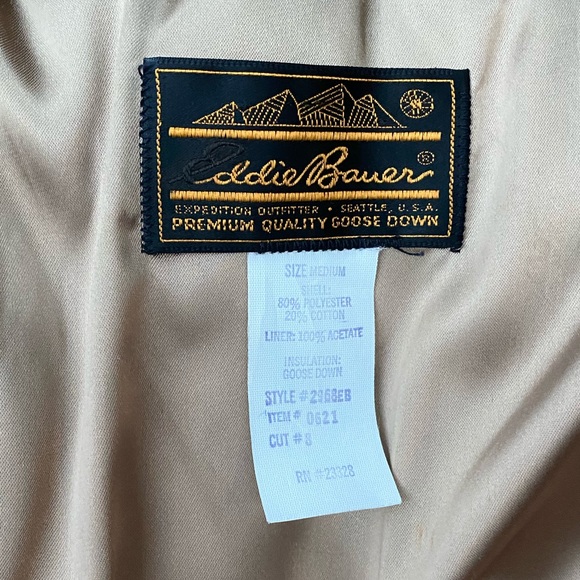 N
Eddie Bauer®
EXPEDITION OUTFITTER SEATTLE, U.S.A.
PREMIUM QUALITY GOOSE DOWN
SIZE MEDIUM
SHELL:
80% POLYESTER
20% COTTON
LINER: 100% ACETATE
INSULATION:
GOOSE DOWN
STYLE # 2968EB
ITEM # 0621
CUT # 8
RN #23328